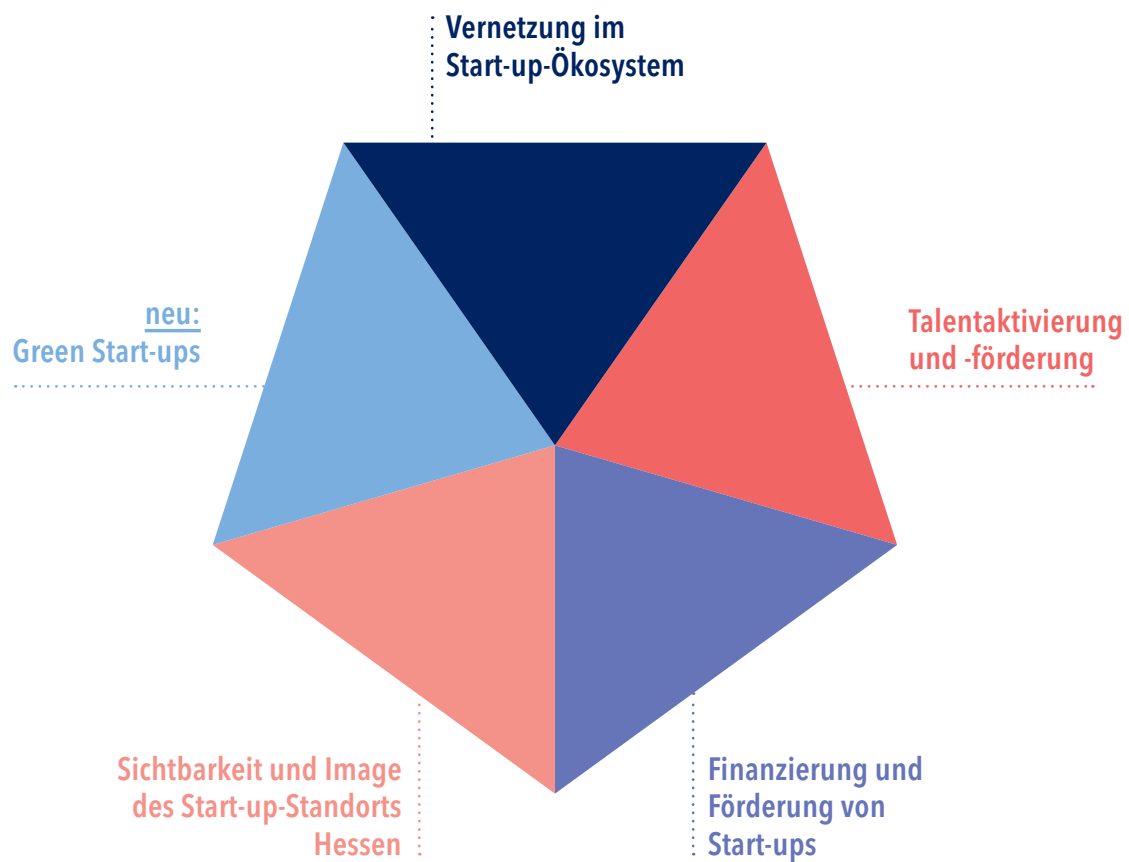 Vernetzung im
Start-up-Ökosystem
neu:
Green Start-ups
Talentaktivierung
und -förderung
Sichtbarkeit und Image
des Start-up-Standorts
Hessen
Finanzierung und
Förderung von
Start-ups